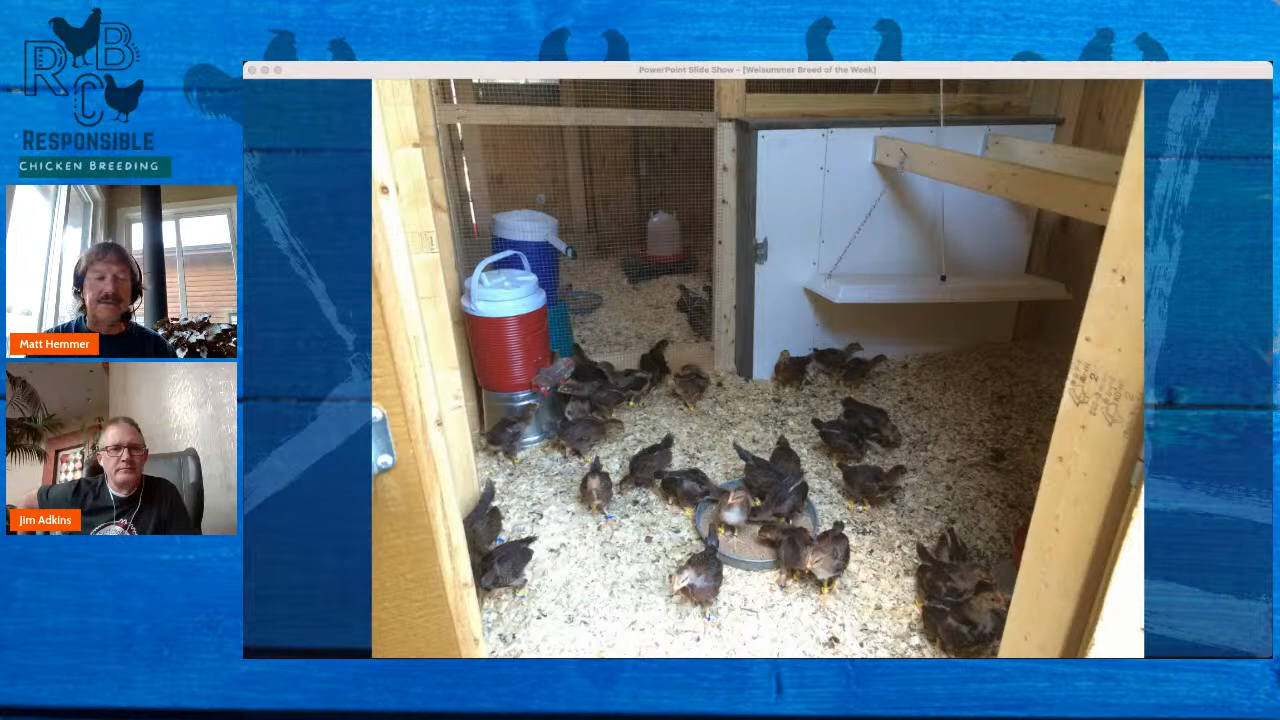 RBC
RESPONSIBLE
CHICKEN BREEDING
PowerPoint Slide Show - [Welsummer Breed of the Week]
Matt Hemmer
Jim Adkins